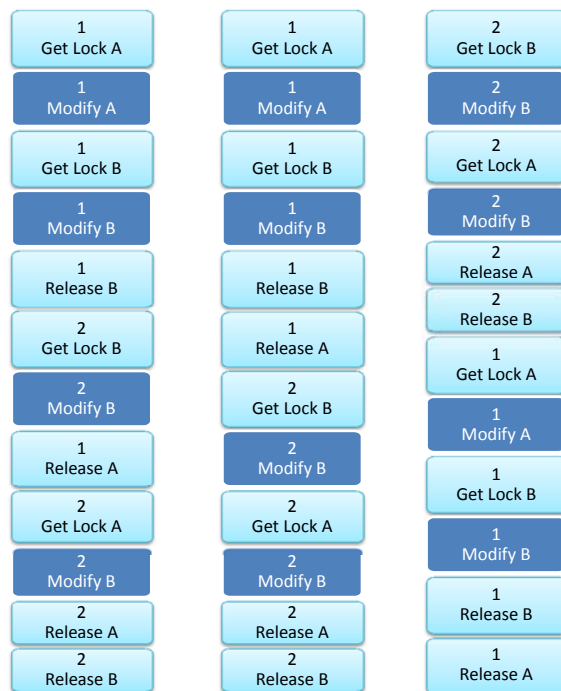 1
Get Lock A
1
Modify A
1
Get Lock B
1
Modify B
1
Release B
2
Get Lock B
2
Modify B
1
Release A
2
Get Lock A
2
Modify B
2
Release A
2
Release B
1
Get Lock A
1
Modify A
1
Get Lock B
1
Modify B
1
Release B
1
Release A
2
Get Lock B
2
Modify B
2
Get Lock A
2
Modify B
2
Release A
2
Release B
2
Get Lock B
2
Modify B
2
Get Lock A
2
Modify B
2
Release A
2
Release B
1
Get Lock A
1
Modify A
1
Get Lock B
1
Modify B
1
Release B
1
Release A